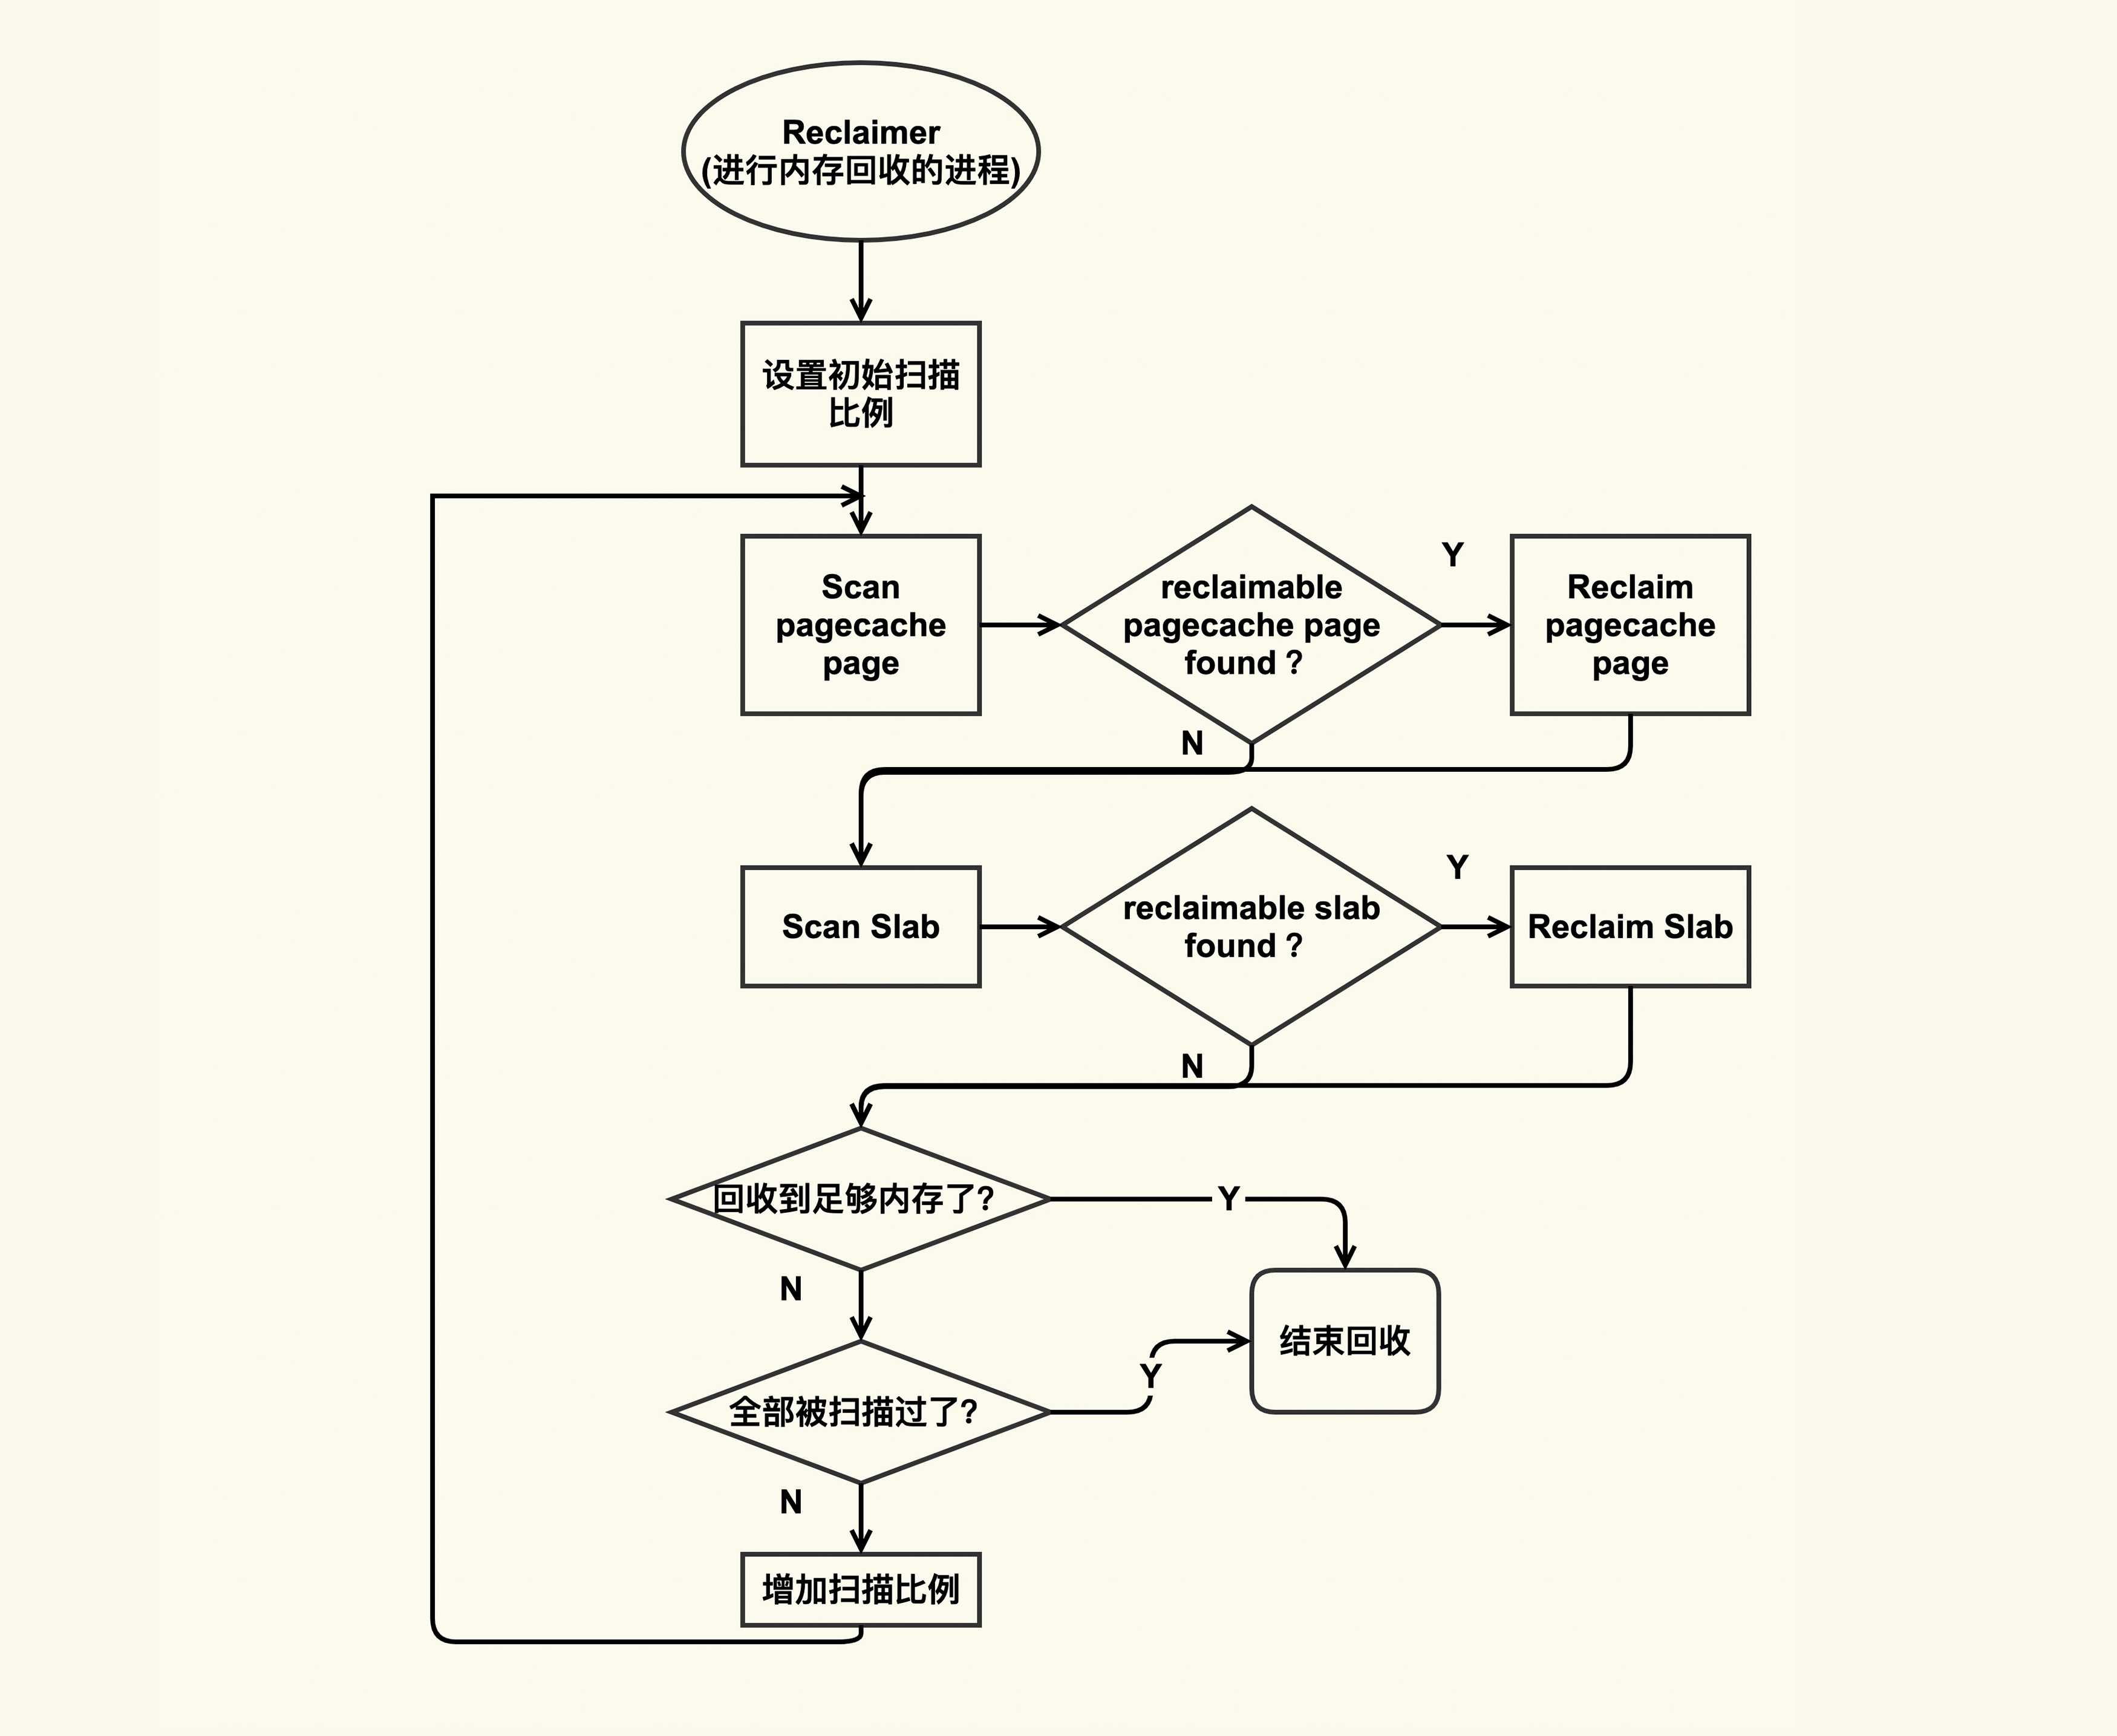 Reclaimer
(进行内存回收的进程)
设置初始扫描
比例
Scan
pagecache
page
reclaimable
pagecache page
found ?
Y
Reclaim
pagecache
page
N
Scan Slab
reclaimable slab
found ?
Y
Reclaim Slab
N
回收到足够内存了?
Y
N
结束回收
全部被扫描过了?
Y
N
增加扫描比例